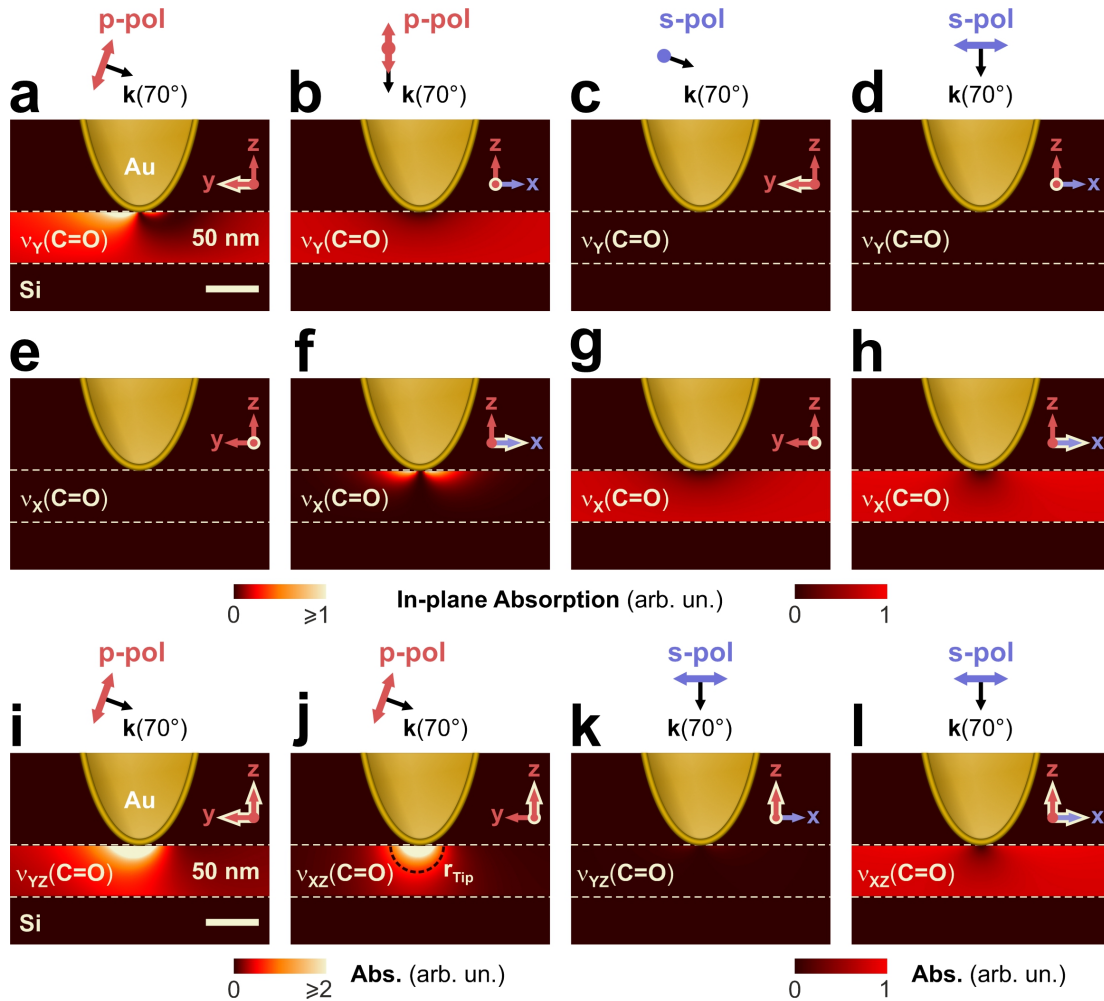 p-pol p-pol s-pol s-pol
k(70°) k(70°) k(70°) k(70°)
a b c d
Au z y z x z y z x
νY(C=O) 50 nm νY(C=O) νY(C=O) νY(C=O)
Si
e f g h
z y z x z y z x
νX(C=O) νX(C=O) νX(C=O) νX(C=O)
0 ⩾1 In-plane Absorption (arb. un.) 0 1
p-pol p-pol s-pol s-pol
k(70°) k(70°) k(70°) k(70°)
i j k l
Au z y z y z x z x
νYZ(C=O) 50 nm νXZ(C=O) rTip νYZ(C=O) νXZ(C=O)
Si
0 ⩾2 Abs. (arb. un.) 0 1 Abs. (arb. un.)